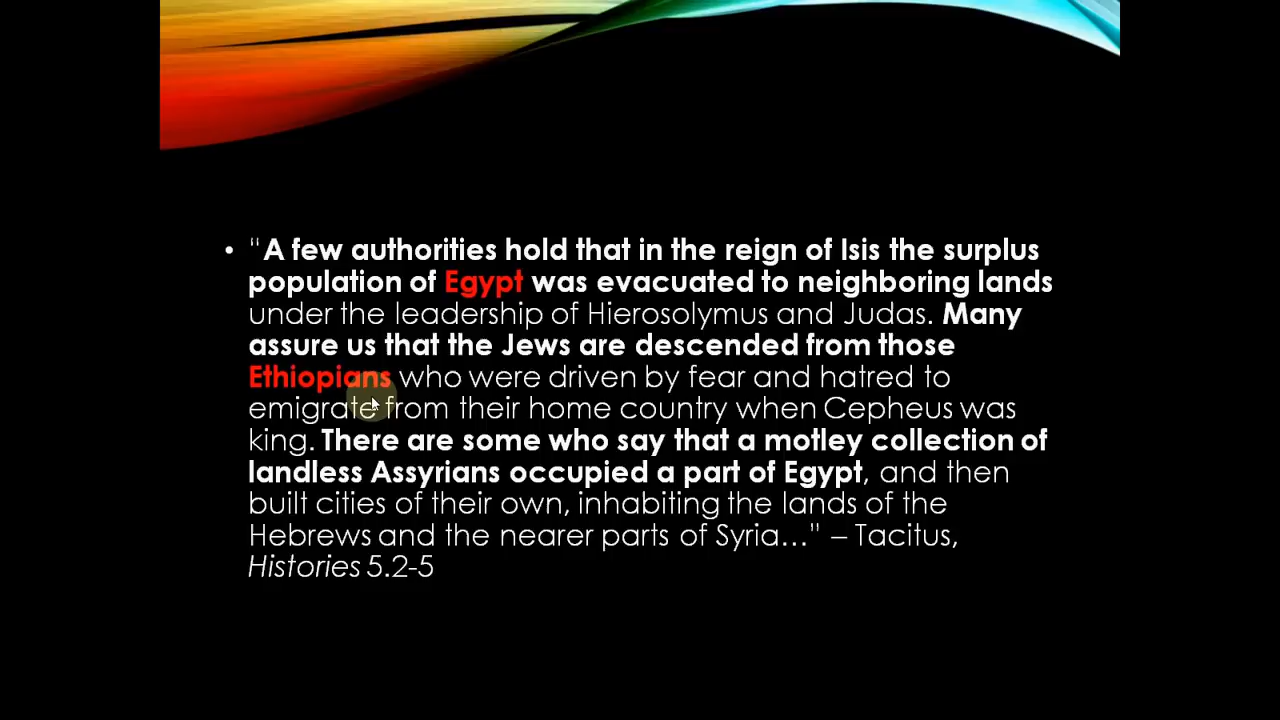 • "A few authorities hold that in the reign of Isis the surplus
population of Egypt was evacuated to neighboring lands
under the leadership of Hierosolymus and Judas. Many
assure us that the Jews are descended from those
Ethiopians who were driven by fear and hatred to
emigrate from their home country when Cepheus was
king. There are some who say that a motley collection of
landless Assyrians occupied a part of Egypt, and then
built cities of their own, inhabiting the lands of the
Hebrews and the nearer parts of Syria…" – Tacitus,
Histories 5.2-5